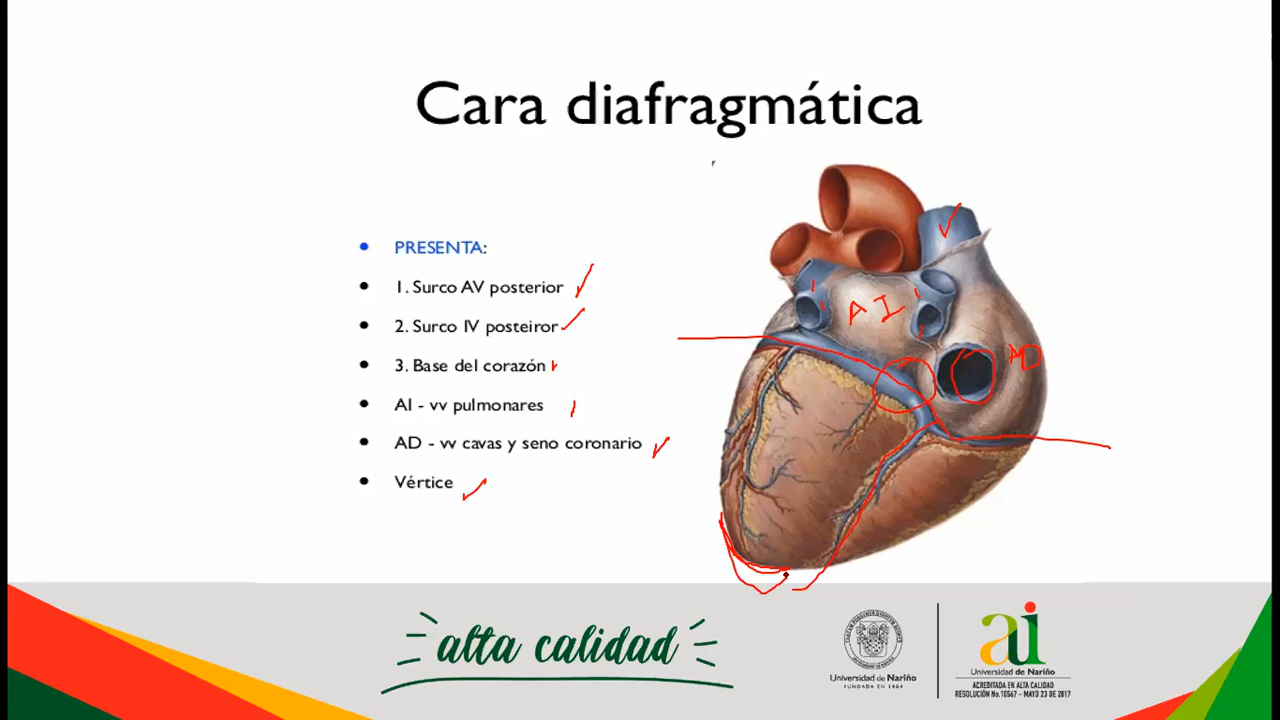 Cara diafragmática
PRESENTA:
1. Surco AV posterior
2. Surco IV posteiror
3. Base del corazón
AI - vv pulmonares
AD - vv cavas y seno coronario
Vértice
AI
AD
alta calidad
Universidad de Nariño
FUNDADA EN 1904
ai
Universidad de Nariño
ACREDITADA EN ALTA CALIDAD
RESOLUCIÓN No.10567 - MAYO 23 DE 2017